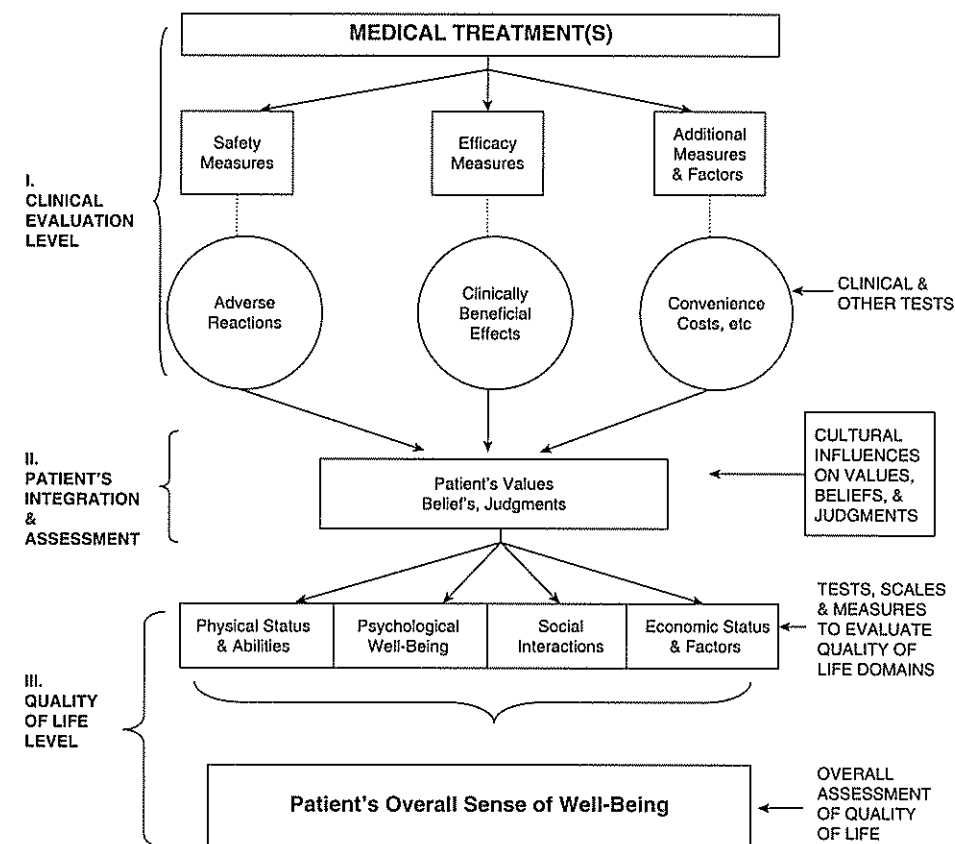 MEDICAL TREATMENT(S)
Safety
Measures
Efficacy
Measures
Additional
Measures
& Factors
I.
CLINICAL
EVALUATION
LEVEL
Adverse
Reactions
Clinically
Beneficial
Effects
Convenience
Costs, etc
CLINICAL &
OTHER TESTS
II.
PATIENT'S
INTEGRATION
&
ASSESSMENT
Patient's Values
Belief's, Judgments
CULTURAL
INFLUENCES
ON VALUES,
BELIEFS, &
JUDGMENTS
III.
QUALITY
OF LIFE
LEVEL
Physical Status
& Abilities
Psychological
Well-Being
Social
Interactions
Economic Status
& Factors
TESTS, SCALES
& MEASURES
TO EVALUATE
QUALITY OF
LIFE DOMAINS
Patient's Overall Sense of Well-Being
OVERALL
ASSESSMENT
OF QUALITY
OF LIFE